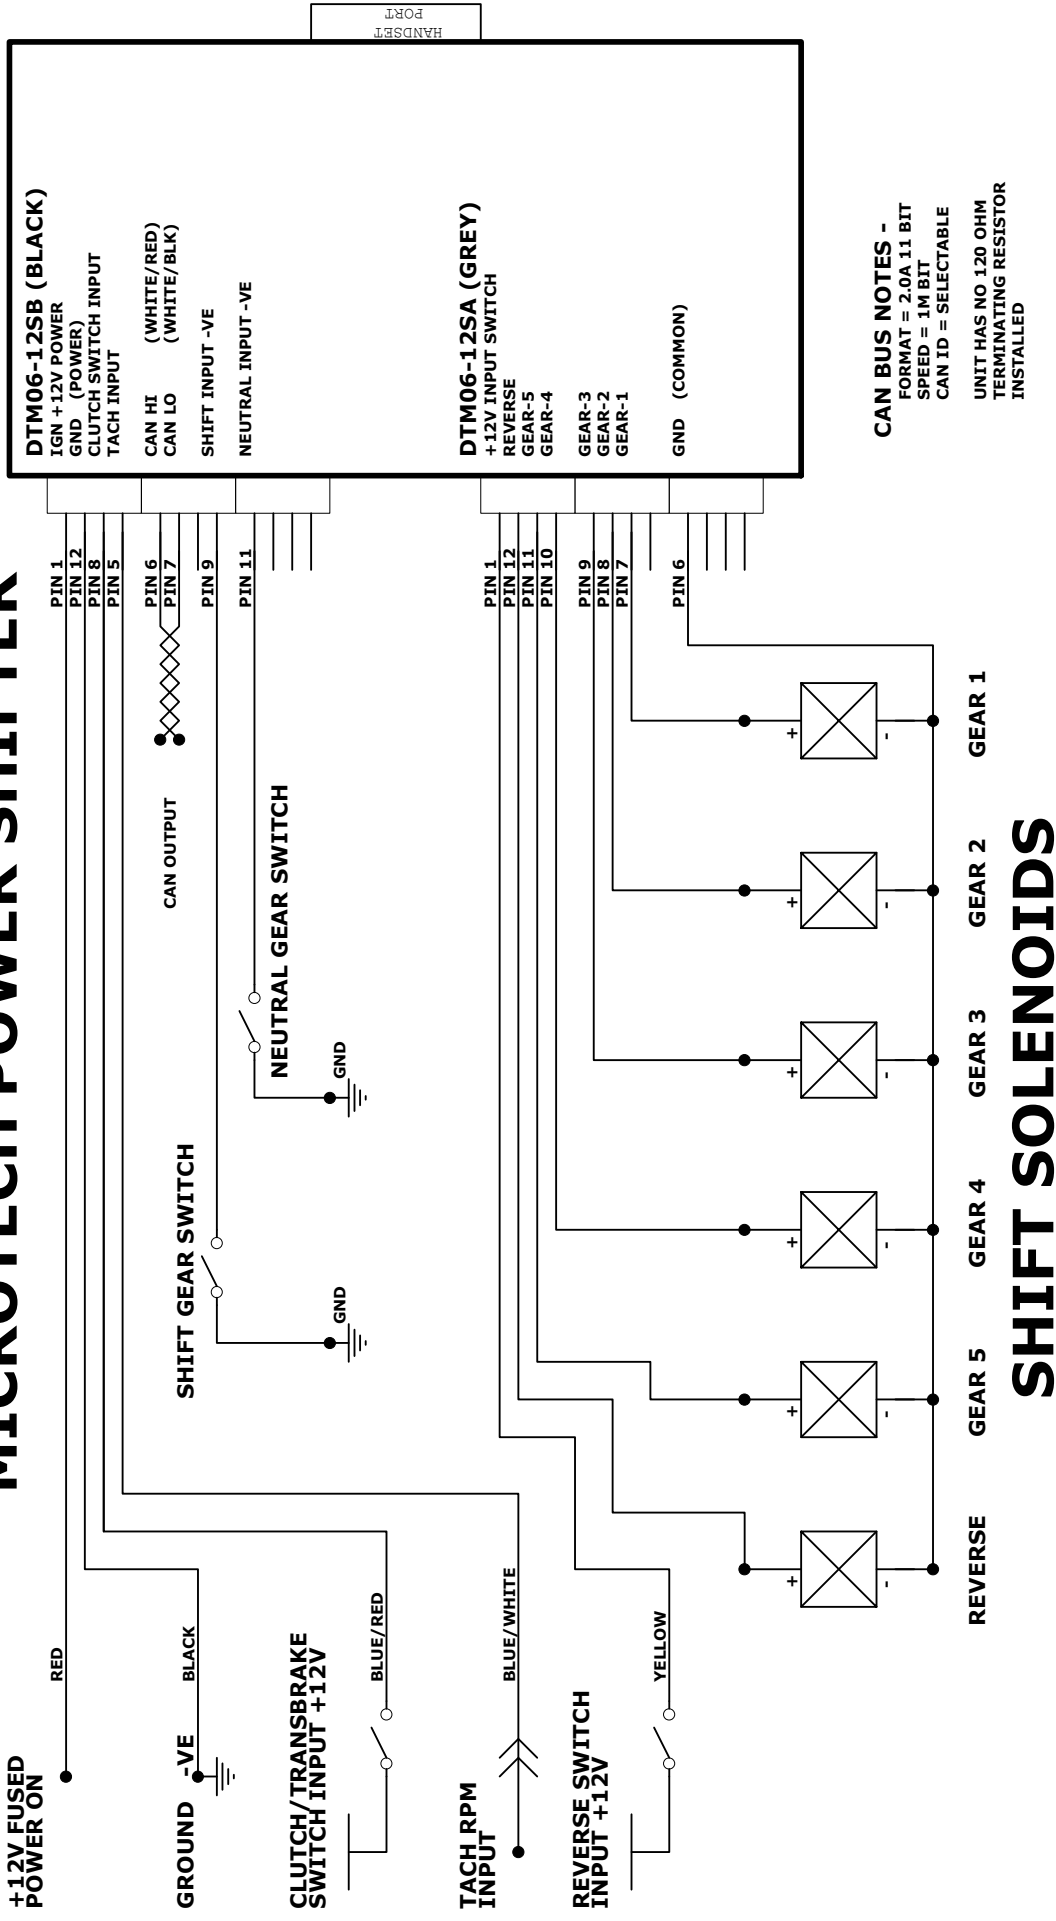 MICROTECH POWER SHIFTER
HANDSET
PORT
DTM06-12SB (BLACK)
IGN +12V POWER
GND (POWER)
CLUTCH SWITCH INPUT
TACH INPUT
CAN HI (WHITE/RED)
CAN LO (WHITE/BLK)
SHIFT INPUT -VE
NEUTRAL INPUT -VE
DTM06-12SA (GREY)
+12V INPUT SWITCH
REVERSE
GEAR-5
GEAR-4
GEAR-3
GEAR-2
GEAR-1
GND (COMMON)
PIN 1
PIN 12
PIN 8
PIN 5
PIN 6
PIN 7
PIN 9
PIN 11
PIN 1
PIN 12
PIN 11
PIN 10
PIN 9
PIN 8
PIN 7
PIN 6
CAN BUS NOTES -
FORMAT = 2.0A 11 BIT
SPEED = 1M BIT
CAN ID = SELECTABLE
UNIT HAS NO 120 OHM
TERMINATING RESISTOR
INSTALLED
CAN OUTPUT
NEUTRAL GEAR SWITCH
GND
SHIFT GEAR SWITCH
GND
+12V FUSED
POWER ON
RED
GROUND -VE
BLACK
CLUTCH/TRANSBRAKE
SWITCH INPUT +12V
BLUE/RED
TACH RPM
INPUT
BLUE/WHITE
REVERSE SWITCH
INPUT +12V
YELLOW
+ -
+ -
+ -
+ -
+ -
+ -
REVERSE
GEAR 5
GEAR 4
GEAR 3
GEAR 2
GEAR 1
SHIFT SOLENOIDS